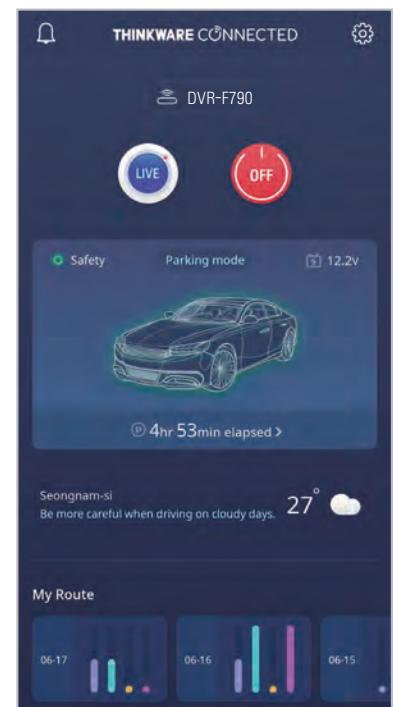 THINKWARE CONNECTED
DVR-F790
LIVE OFF
Safety Parking mode 12.2v
P 4hr 53min elapsed >
Seongnam-si
Be more careful when driving on cloudy days. 27°
My Route
06-17 06-16 06-15